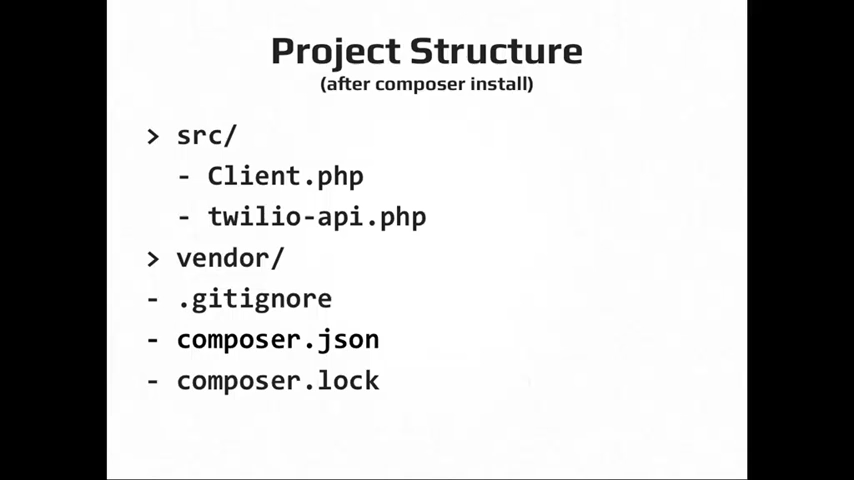 Project Structure
(after composer install)
> src/
- Client.php
- twilio-api.php
> vendor/
- .gitignore
- composer.json
- composer.lock